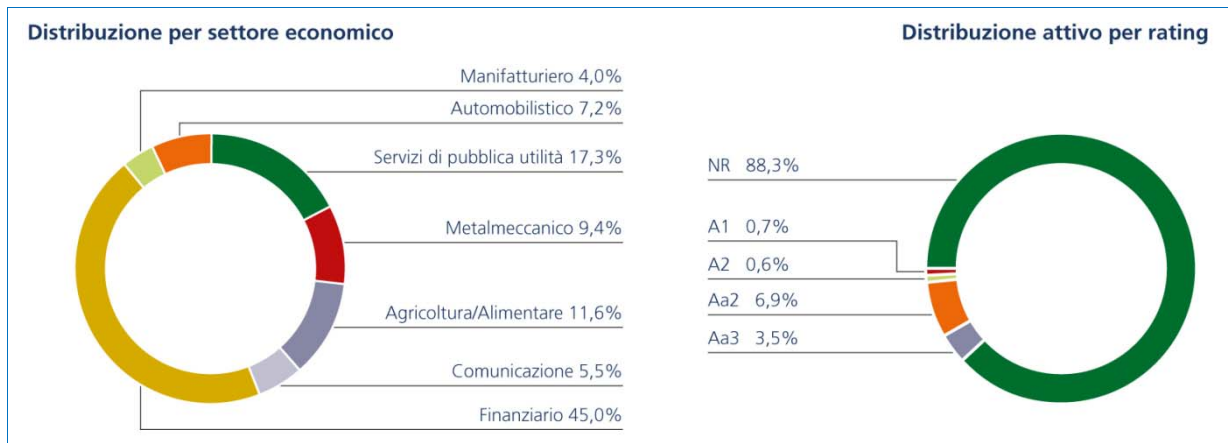 Distribuzione per settore economico
Manifatturiero 4,0%
Automobilistico 7,2%
Servizi di pubblica utilità 17,3%
Metalmeccanico 9,4%
Agricoltura/Alimentare 11,6%
Comunicazione 5,5%
Finanziario 45,0%
Distribuzione attivo per rating
NR 88,3%
A1 0,7%
A2 0,6%
Aa2 6,9%
Aa3 3,5%